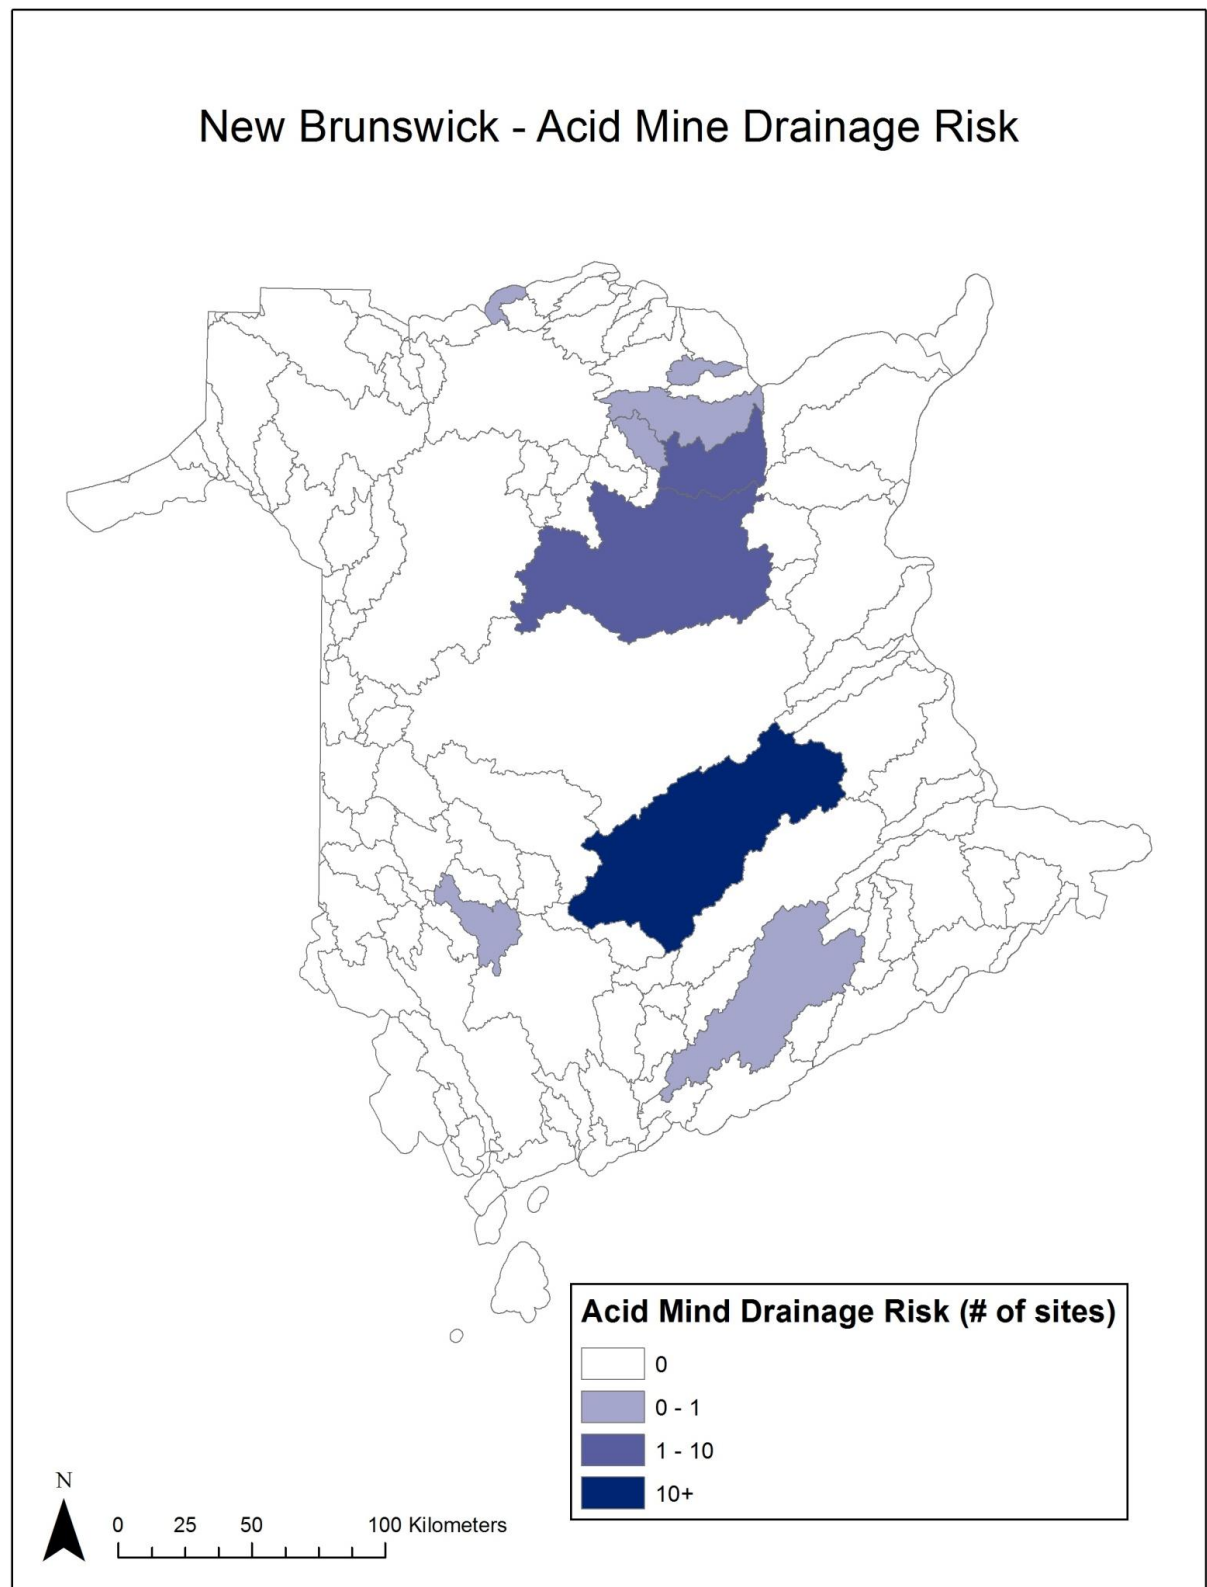 New Brunswick - Acid Mine Drainage Risk
Acid Mind Drainage Risk (# of sites)
0
0 - 1
1 - 10
10+
N
0 25 50 100 Kilometers